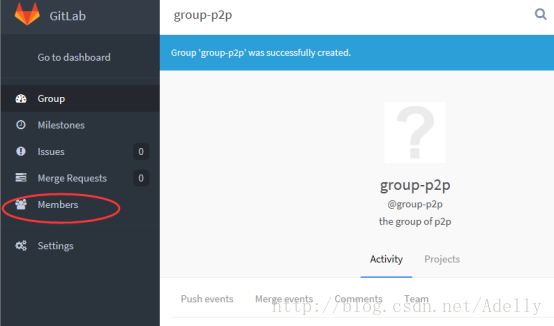 GitLab
group-p2p
Go to dashboard
Group 'group-p2p' was successfully created.
Group
Milestones
Issues 0
Merge Requests 0
Members
Settings
group-p2p
@group-p2p
the group of p2p
Activity Projects
Push events Merge events Comments Team
http://blog.csdn.net/Adelly